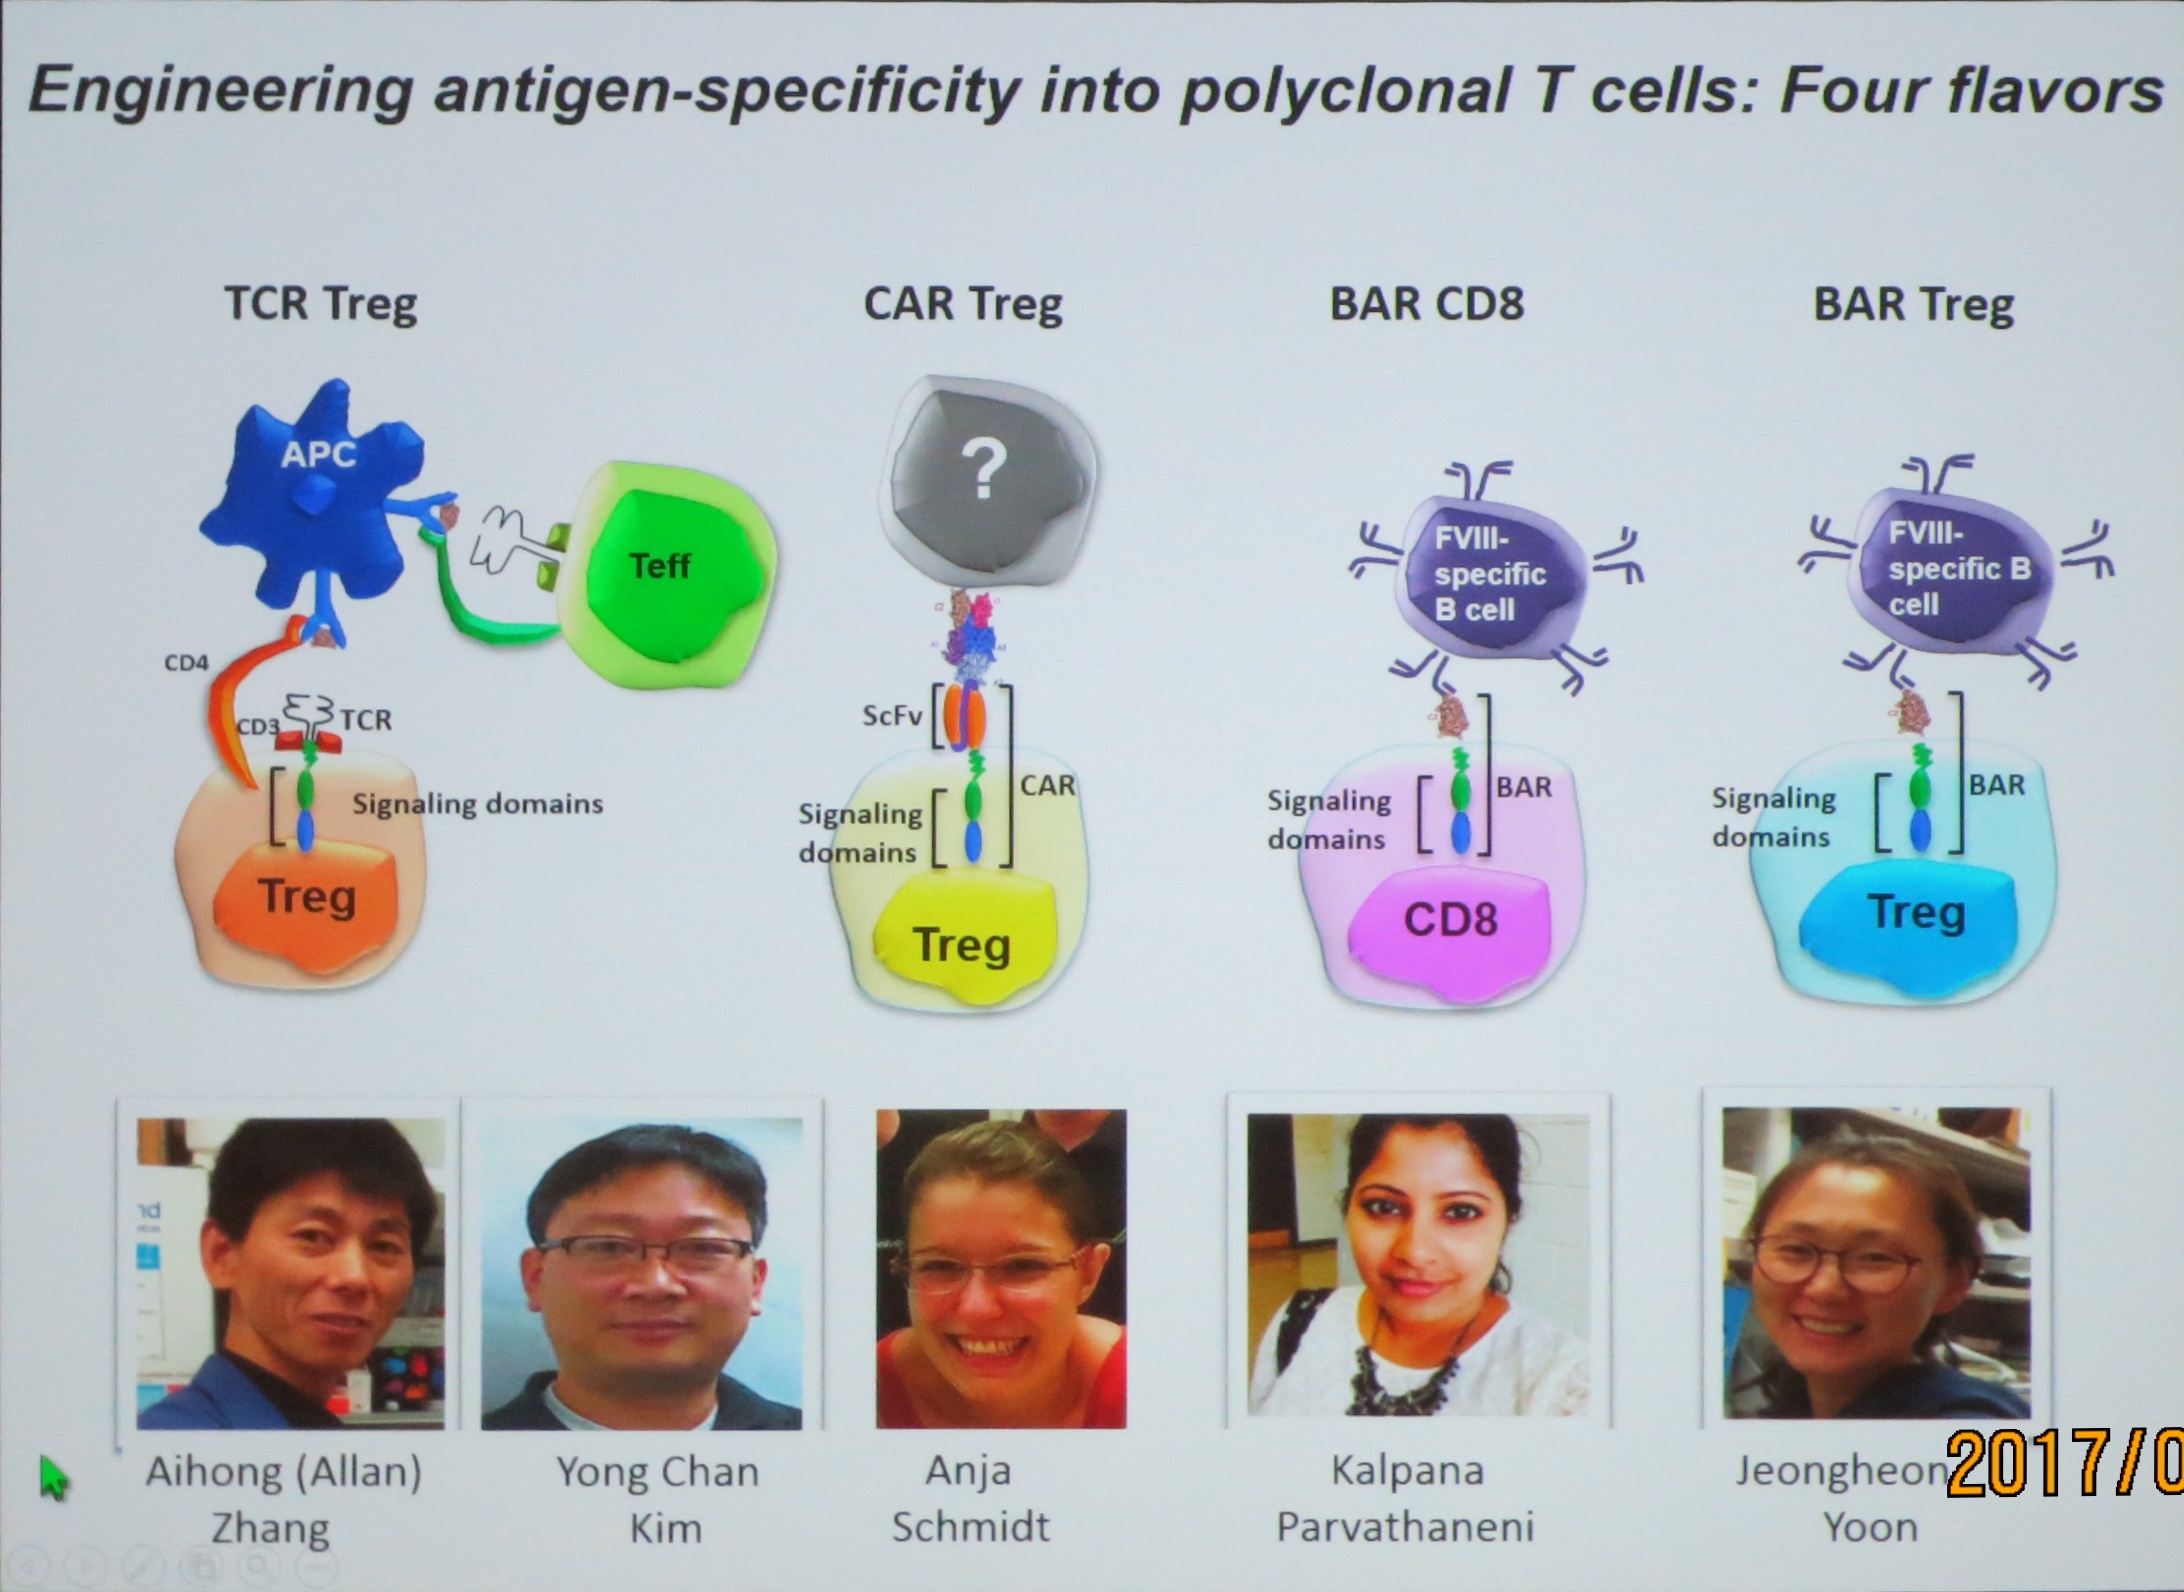 Engineering antigen-specificity into polyclonal T cells: Four flavors
TCR Treg
CAR Treg
BAR CD8
BAR Treg
APC
Teff
CD4
CD3
TCR
Signaling domains
Treg
?
ScFv
CAR
Signaling
domains
Treg
FVIII-
specific
B cell
BAR
Signaling
domains
CD8
FVIII-
specific B
cell
BAR
Signaling
domains
Treg
Aihong (Allan)
Zhang
Yong Chan
Kim
Anja
Schmidt
Kalpana
Parvathaneni
Jeongheon
Yoon
2017/0